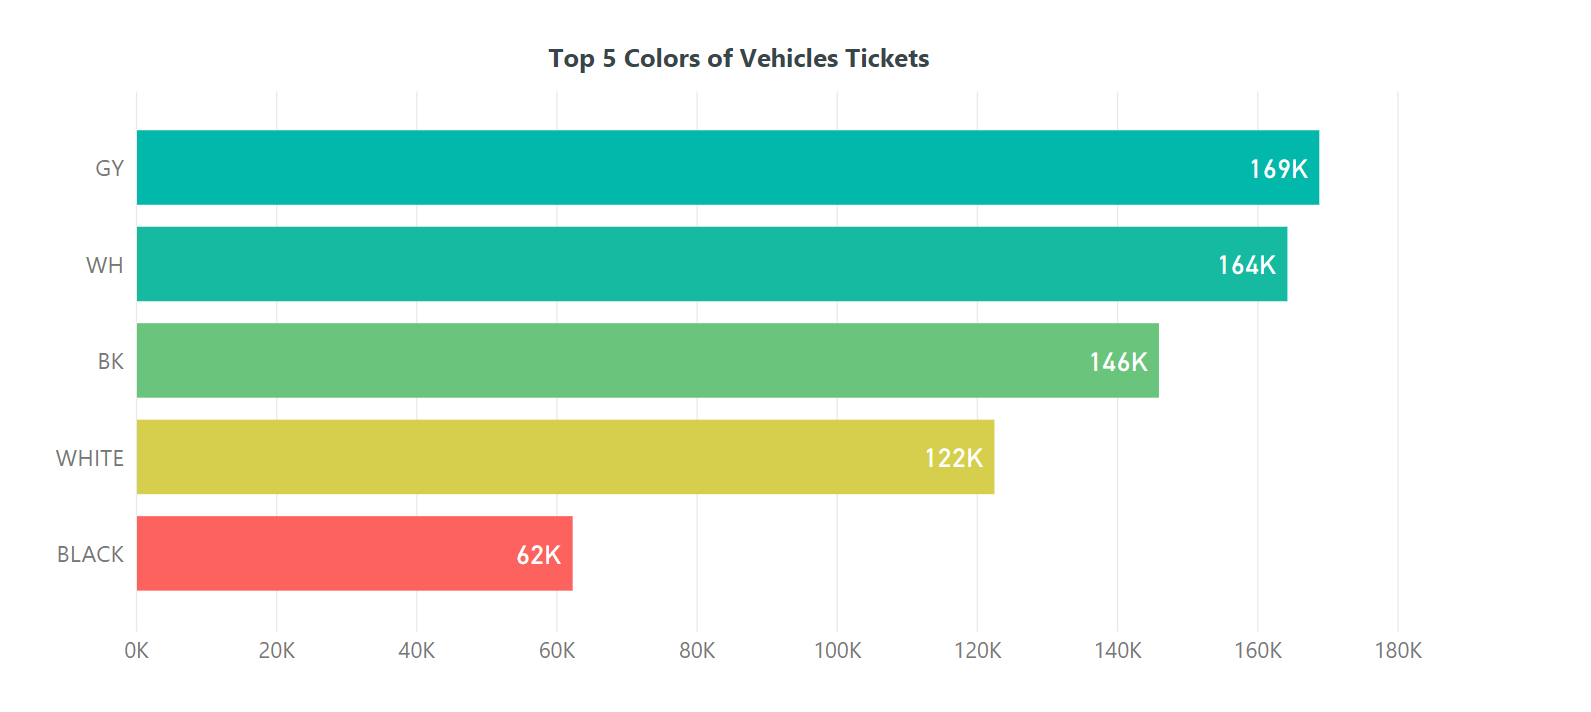 Top 5 Colors of Vehicles Tickets
GY
169K
WH
164K
BK
146K
WHITE
122K
BLACK
62K
0K 20K 40K 60K 80K 100K 120K 140K 160K 180K